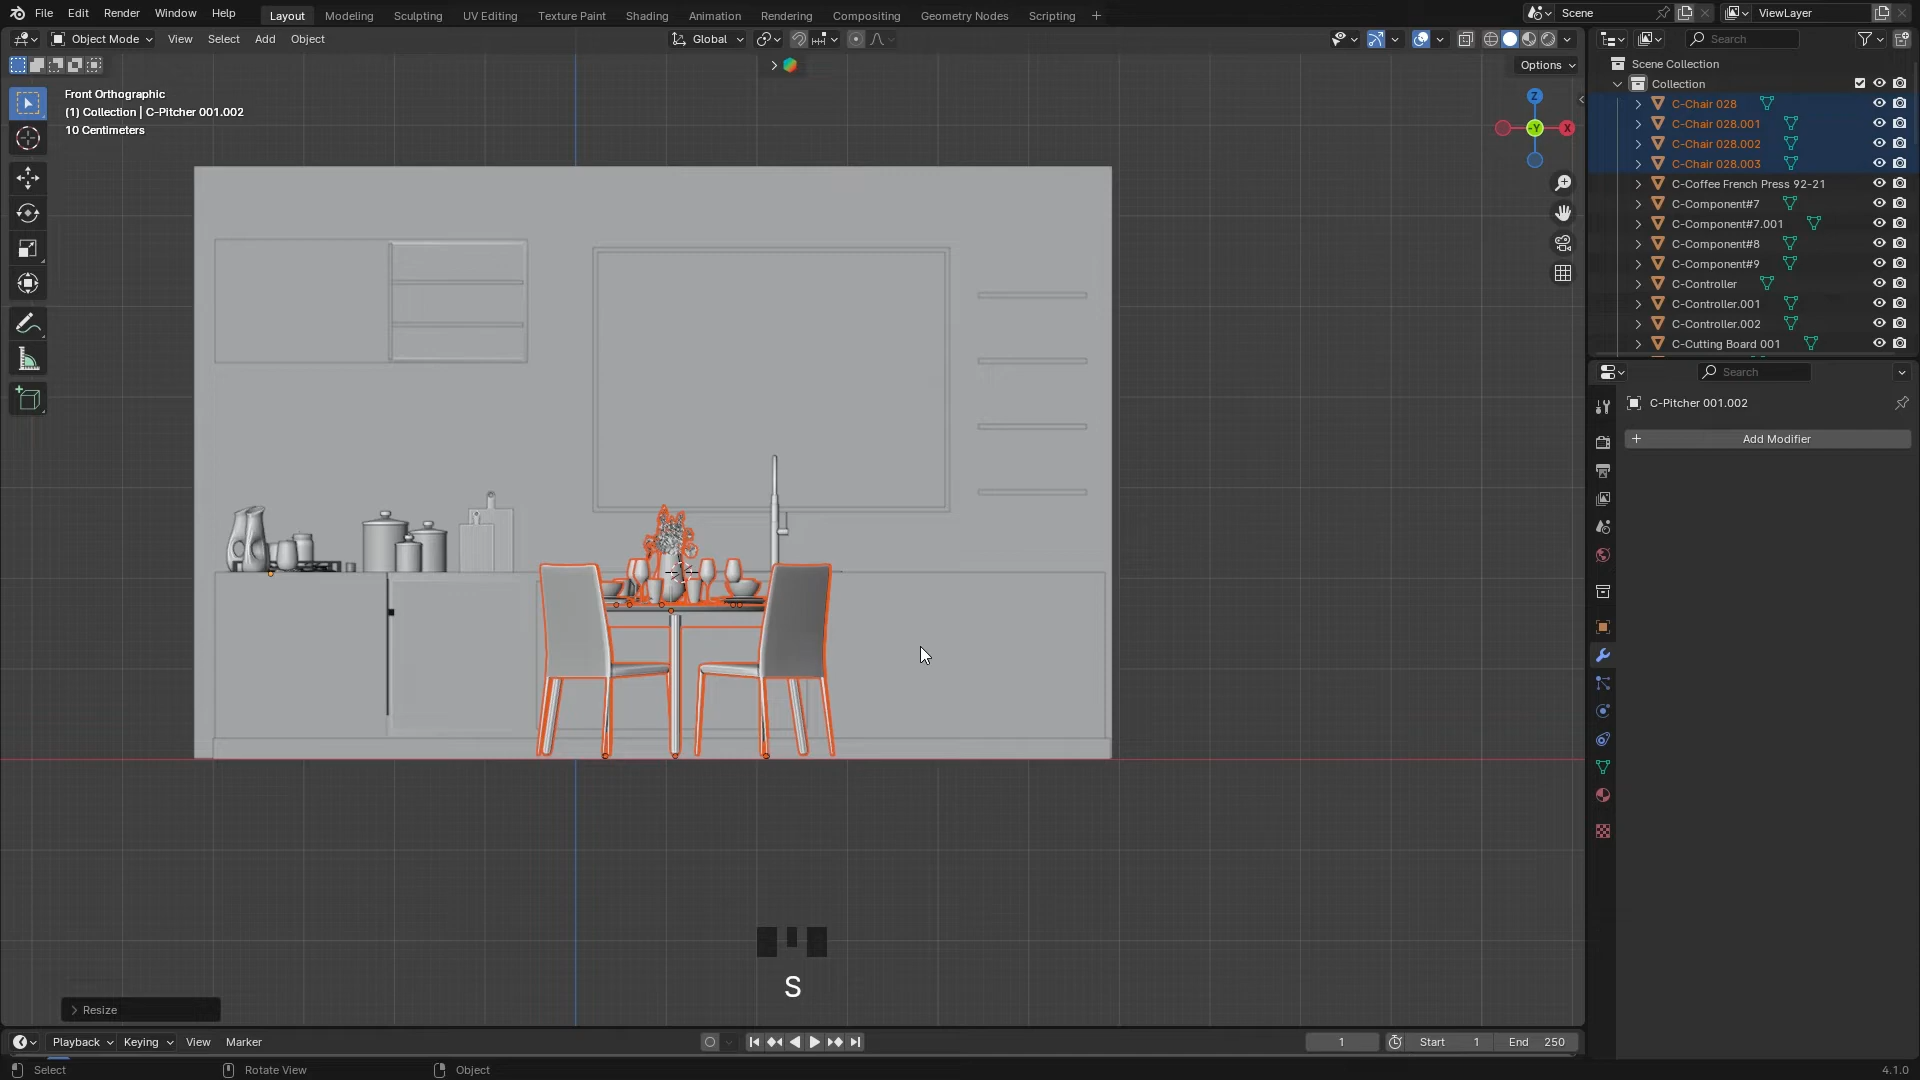 File Edit Render Window Help Layout Modeling Sculpting UV Editing Texture Paint Shading Animation Rendering Compositing Geometry Nodes Scripting + Scene ViewLayer
Object Mode View Select Add Object Global Search
Options
Front Orthographic
(1) Collection | C-Pitcher 001.002
10 Centimeters
Z
-Y
X
Scene Collection
Collection
C-Chair 028
C-Chair 028.001
C-Chair 028.002
C-Chair 028.003
C-Coffee French Press 92-21
C-Component#7
C-Component#7.001
C-Component#8
C-Component#9
C-Controller
C-Controller.001
C-Controller.002
C-Cutting Board 001
Search
C-Pitcher 001.002
+ Add Modifier
S
Resize
Playback Keying View Marker 1 Start 1 End 250
Select Rotate View Object 4.1.0